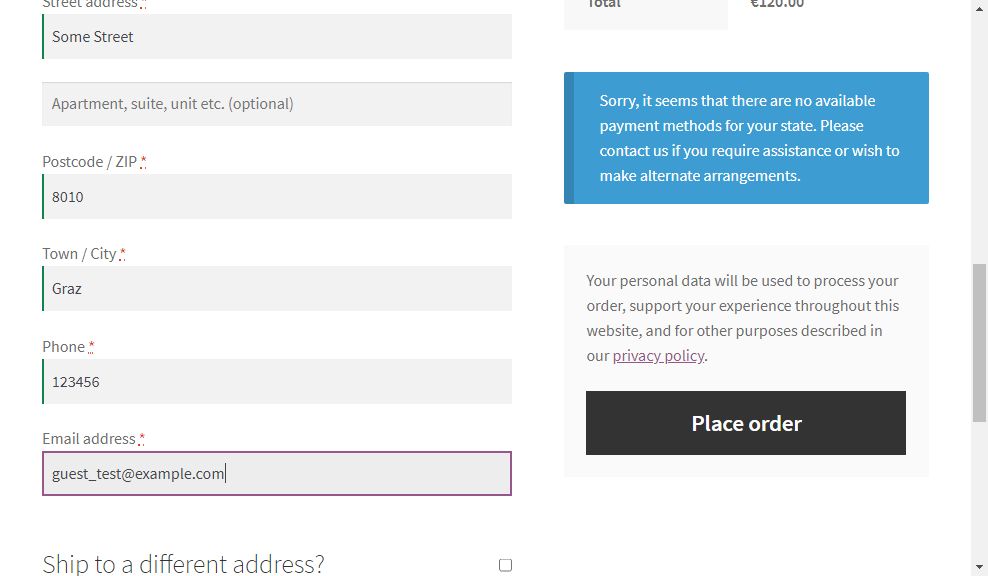 Street address *
Some Street
Apartment, suite, unit etc. (optional)
Postcode / ZIP *
8010
Town / City *
Graz
Phone *
123456
Email address *
guest_test@example.com
Ship to a different address?
Total
€120.00
Sorry, it seems that there are no available
payment methods for your state. Please
contact us if you require assistance or wish to
make alternate arrangements.
Your personal data will be used to process your
order, support your experience throughout this
website, and for other purposes described in
our privacy policy.
Place order